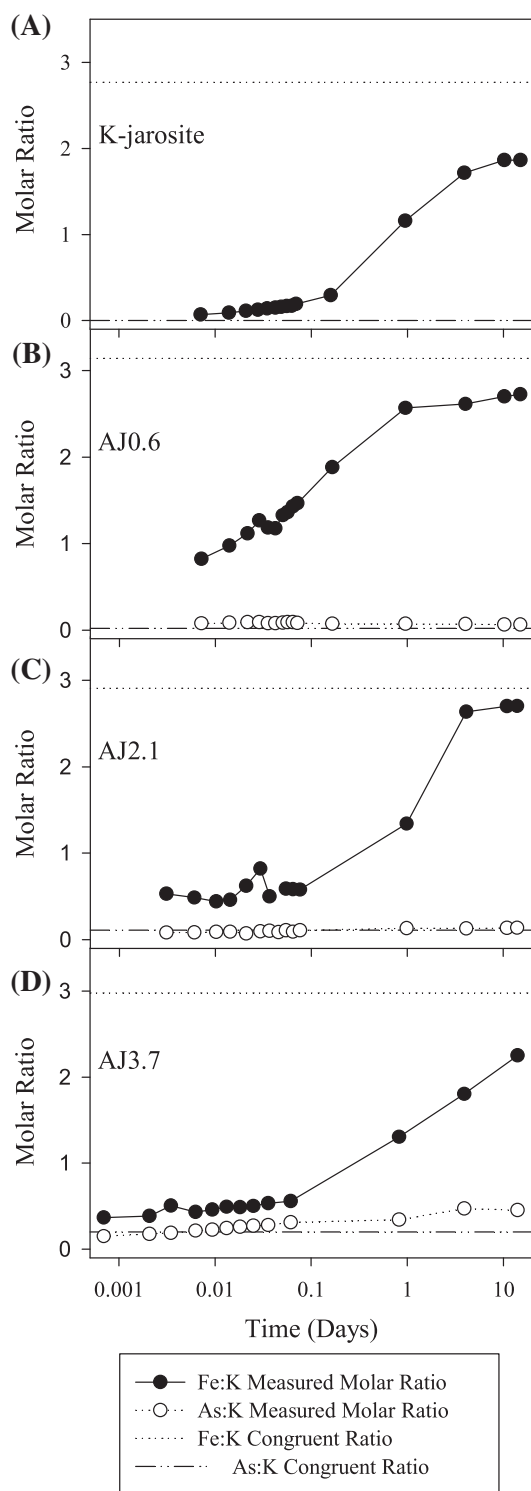 (A)
3
K-jarosite
2
1
0
Molar Ratio
(B)
3
AJ0.6
2
1
0
Molar Ratio
(C)
3
AJ2.1
2
1
0
Molar Ratio
(D)
3
AJ3.7
2
1
0
Molar Ratio
0.001 0.01 0.1 1 10
Time (Days)
Fe:K Measured Molar Ratio
As:K Measured Molar Ratio
Fe:K Congruent Ratio
As:K Congruent Ratio